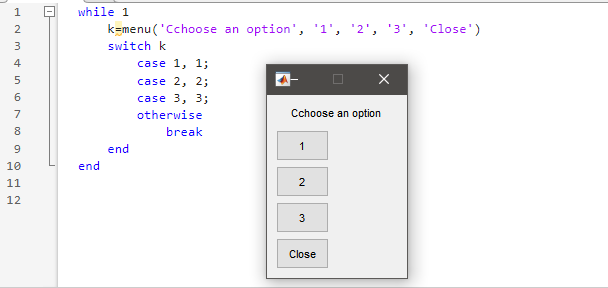 1 while 1
2 k=menu('Cchoose an option', '1', '2', '3', 'Close')
3 switch k
4 case 1, 1;
5 case 2, 2;
6 case 3, 3;
7 otherwise
8 break
9 end
10 end
11
12
Cchoose an option
1
2
3
Close